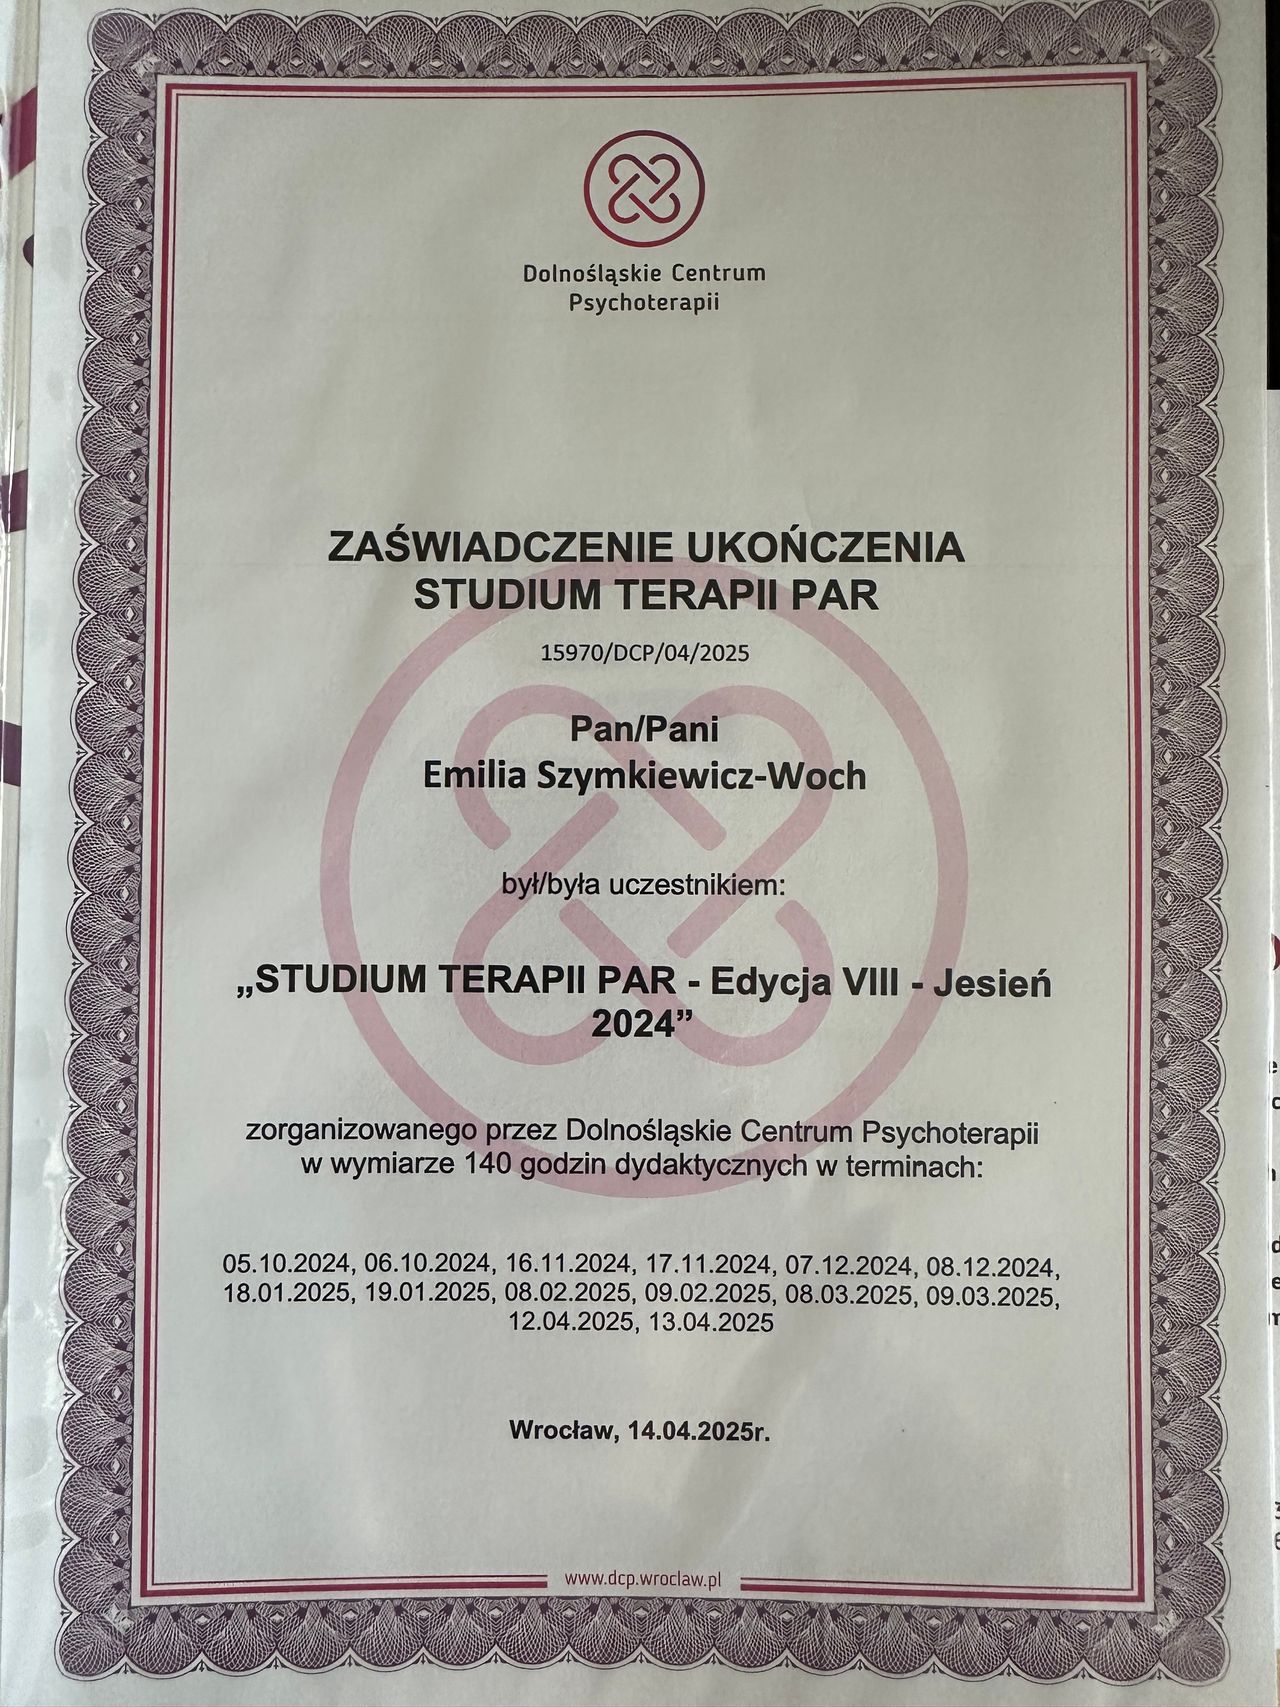 Dolnośląskie Centrum
Psychoterapii
ZAŚWIADCZENIE UKOŃCZENIA
STUDIUM TERAPII PAR
15970/DCP/04/2025
Pan/Pani
Emilia Szymkiewicz-Woch
był/była uczestnikiem:
„STUDIUM TERAPII PAR - Edycja VIII - Jesień
2024”
zorganizowanego przez Dolnośląskie Centrum Psychoterapii
w wymiarze 140 godzin dydaktycznych w terminach:
05.10.2024, 06.10.2024, 16.11.2024, 17.11.2024, 07.12.2024, 08.12.2024,
18.01.2025, 19.01.2025, 08.02.2025, 09.02.2025, 08.03.2025, 09.03.2025,
12.04.2025, 13.04.2025
Wrocław, 14.04.2025r.
www.dcp.wroclaw.pl